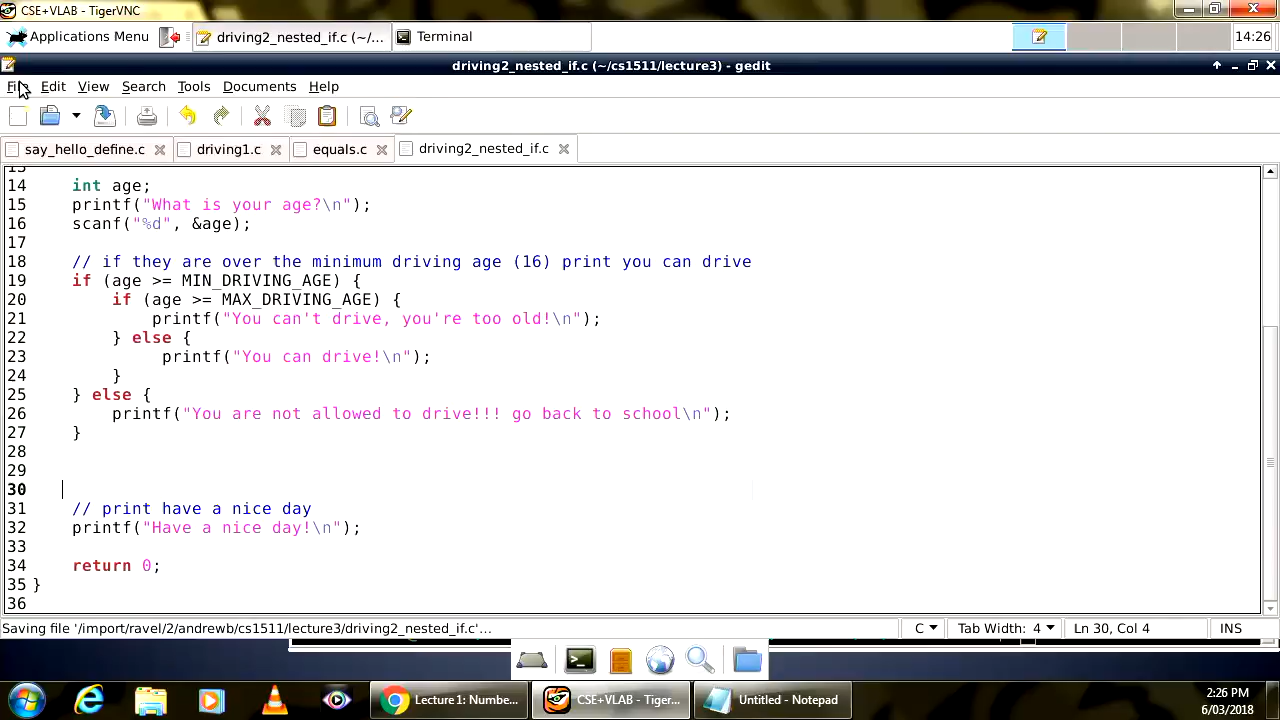 CSE+VLAB - TigerVNC
Applications Menu driving2_nested_if.c (~/... Terminal 14:26
driving2_nested_if.c (~/cs1511/lecture3) - gedit
File Edit View Search Tools Documents Help
say_hello_define.c driving1.c equals.c driving2_nested_if.c
14 int age;
15 printf("What is your age?\n");
16 scanf("%d", &age);
17
18 // if they are over the minimum driving age (16) print you can drive
19 if (age >= MIN_DRIVING_AGE) {
20 if (age >= MAX_DRIVING_AGE) {
21 printf("You can't drive, you're too old!\n");
22 } else {
23 printf("You can drive!\n");
24 }
25 } else {
26 printf("You are not allowed to drive!!! go back to school\n");
27 }
28
29
30
31 // print have a nice day
32 printf("Have a nice day!\n");
33
34 return 0;
35 }
36
Saving file '/import/ravel/2/andrewb/cs1511/lecture3/driving2_nested_if.c'... C Tab Width: 4 Ln 30, Col 4 INS
Lecture 1: Numbe... CSE+VLAB - Tiger... Untitled - Notepad 2:26 PM
6/03/2018